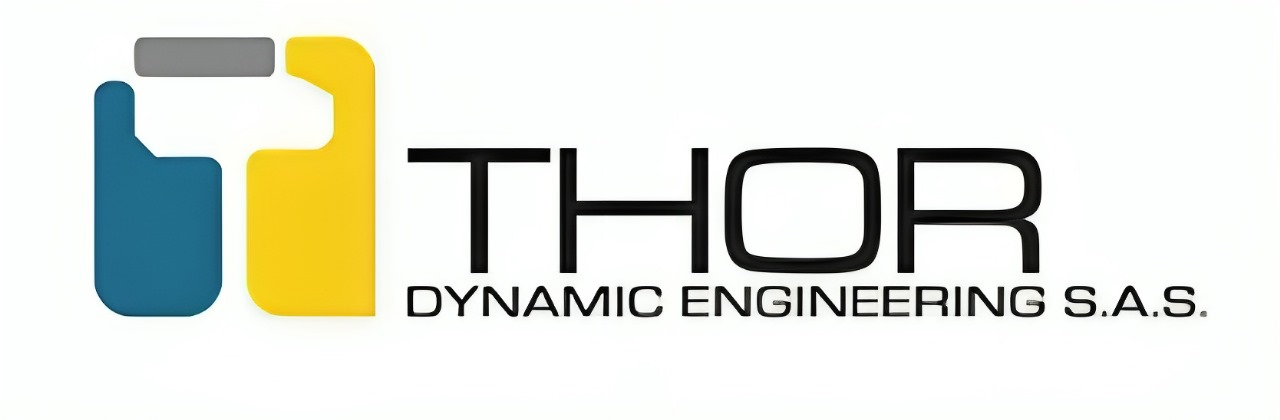 THOR
DYNAMIC ENGINEERING S.A.S.